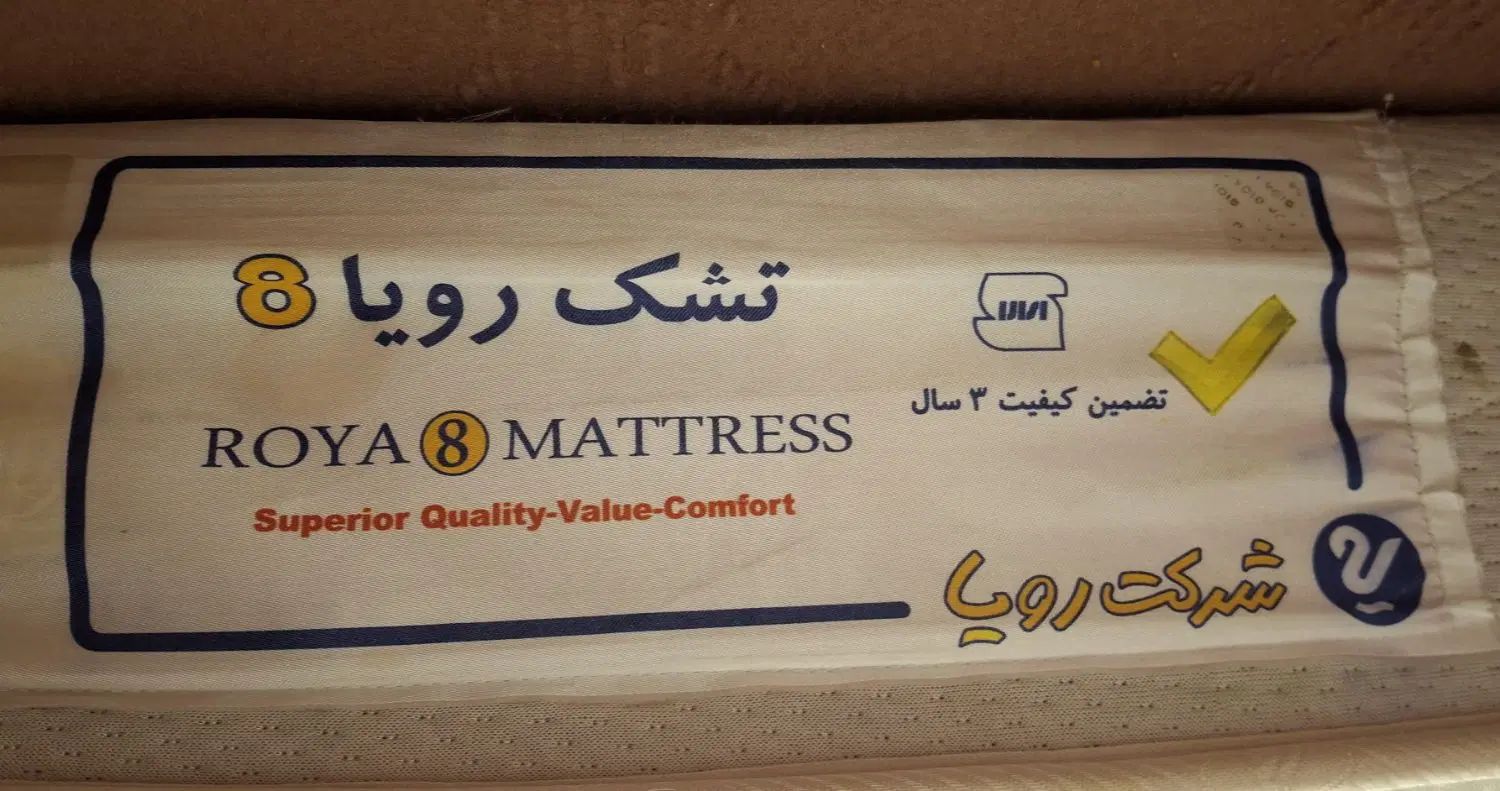 تشک رویا 8
ROYA 8 MATTRESS
Superior Quality-Value-Comfort
تضمین کیفیت ۳ سال
شرکت رویا